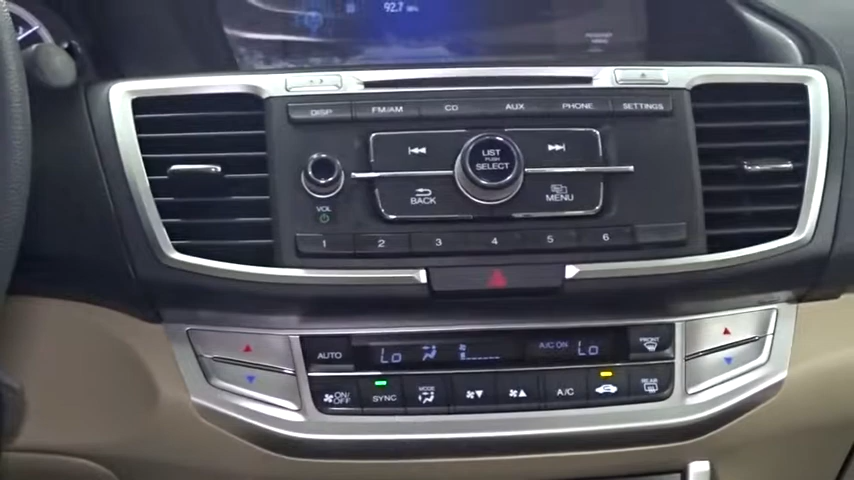 92.7
DISP FM/AM CD AUX PHONE SETTINGS
LIST
PUSH
SELECT
BACK MENU
VOL
1 2 3 4 5 6
AUTO Lo A/C ON Lo FRONT
ON/OFF SYNC MODE A/C REAR